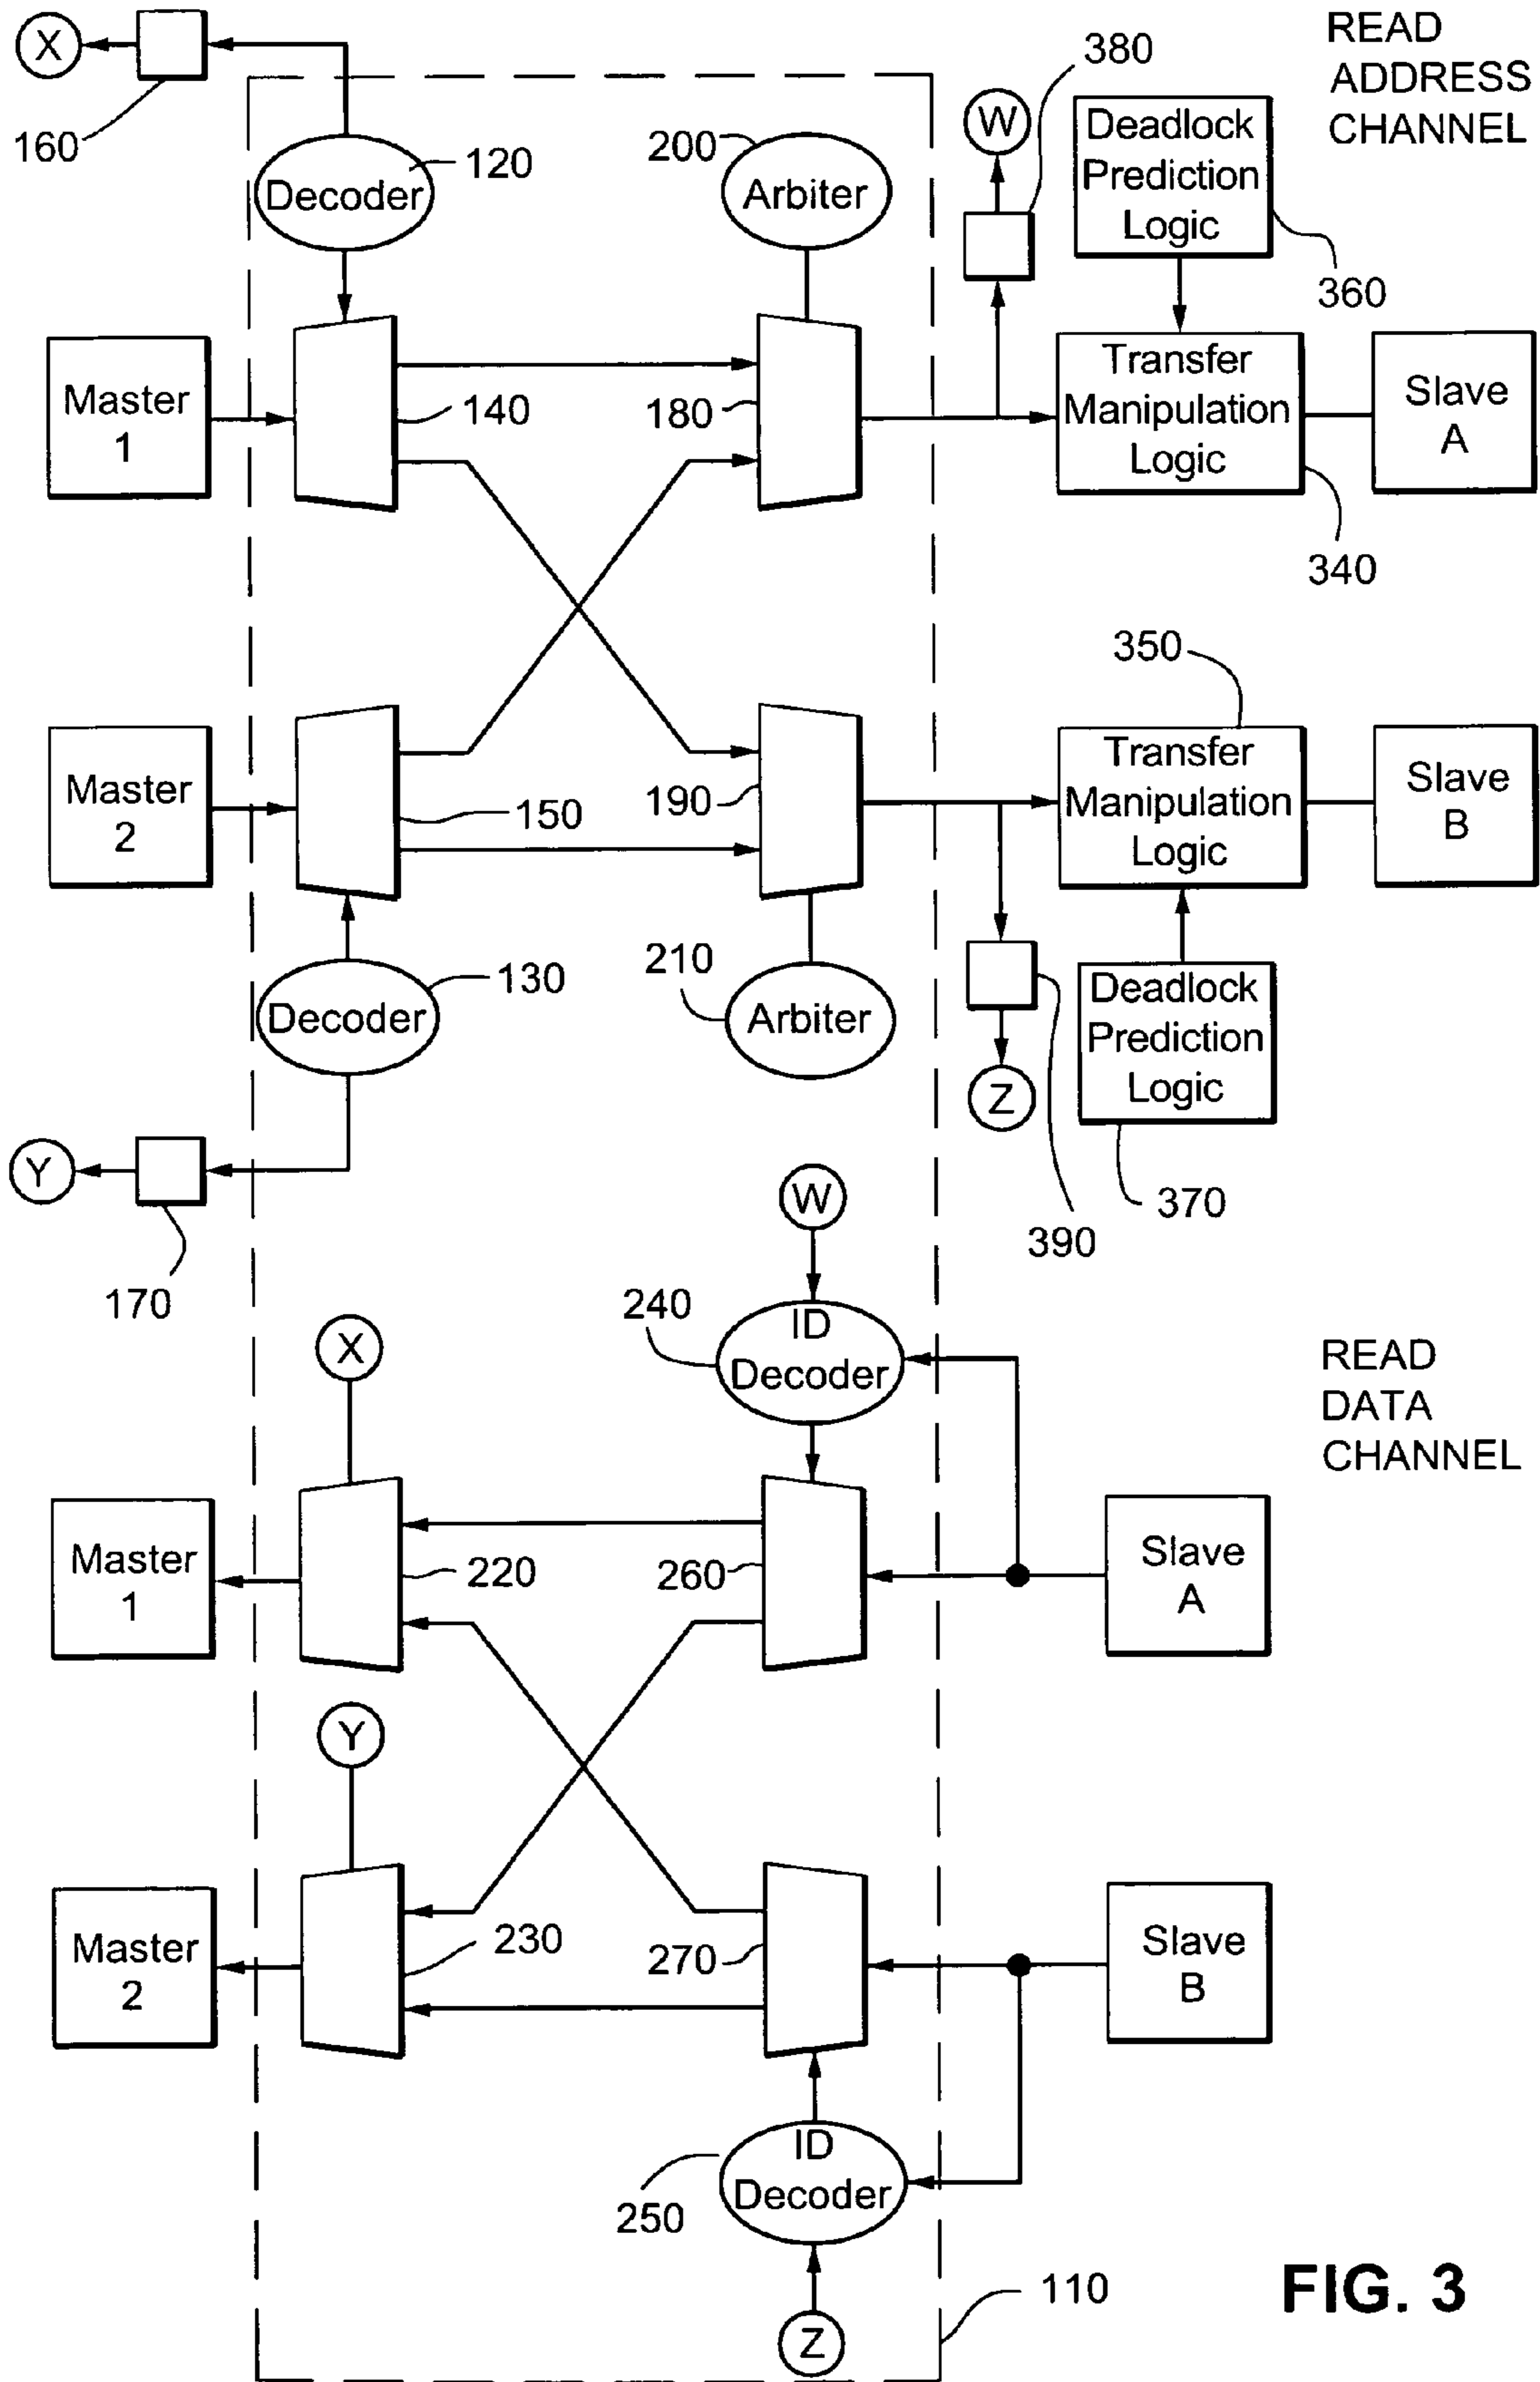 READ
ADDRESS
CHANNEL
X
160
Decoder
120
200
Arbiter
W
380
Deadlock
Prediction
Logic
360
Master
1
140
180
Transfer
Manipulation
Logic
340
Slave
A
Master
2
150
190
350
Transfer
Manipulation
Logic
Slave
B
Decoder
130
210
Arbiter
Z
390
Deadlock
Prediction
Logic
370
Y
170
READ
DATA
CHANNEL
W
240
ID
Decoder
X
Master
1
220
260
Slave
A
Y
Master
2
230
270
Slave
B
250
ID
Decoder
Z
110
FIG. 3